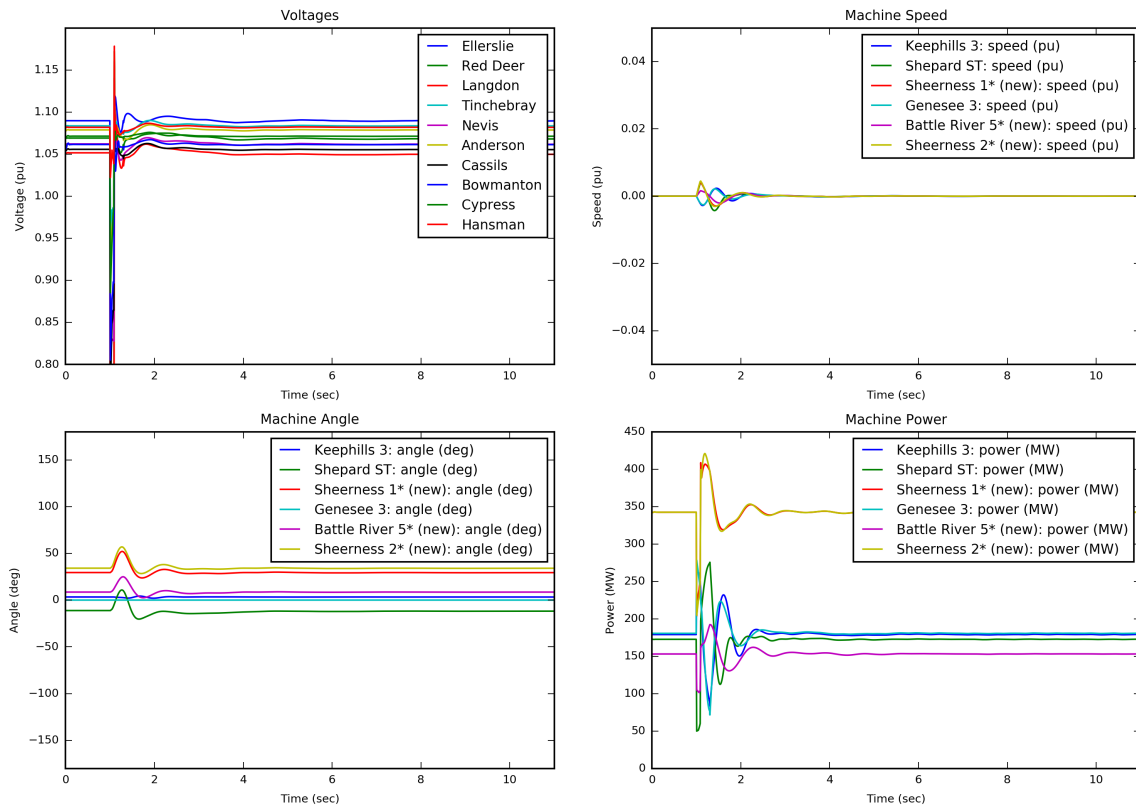 Voltages
1.15
1.10
1.05
1.00
0.95
0.90
0.85
0.80
Voltage (pu)
0
2
4
6
8
10
Time (sec)
Ellerslie
Red Deer
Langdon
Tinchebray
Nevis
Anderson
Cassils
Bowmanton
Cypress
Hansman
Machine Speed
0.04
0.02
0.00
−0.02
−0.04
Speed (pu)
0
2
4
6
8
10
Time (sec)
Keephills 3: speed (pu)
Shepard ST: speed (pu)
Sheerness 1* (new): speed (pu)
Genesee 3: speed (pu)
Battle River 5* (new): speed (pu)
Sheerness 2* (new): speed (pu)
Machine Angle
150
100
50
0
−50
−100
−150
Angle (deg)
0
2
4
6
8
10
Time (sec)
Keephills 3: angle (deg)
Shepard ST: angle (deg)
Sheerness 1* (new): angle (deg)
Genesee 3: angle (deg)
Battle River 5* (new): angle (deg)
Sheerness 2* (new): angle (deg)
Machine Power
450
400
350
300
250
200
150
100
50
0
Power (MW)
0
2
4
6
8
10
Time (sec)
Keephills 3: power (MW)
Shepard ST: power (MW)
Sheerness 1* (new): power (MW)
Genesee 3: power (MW)
Battle River 5* (new): power (MW)
Sheerness 2* (new): power (MW)